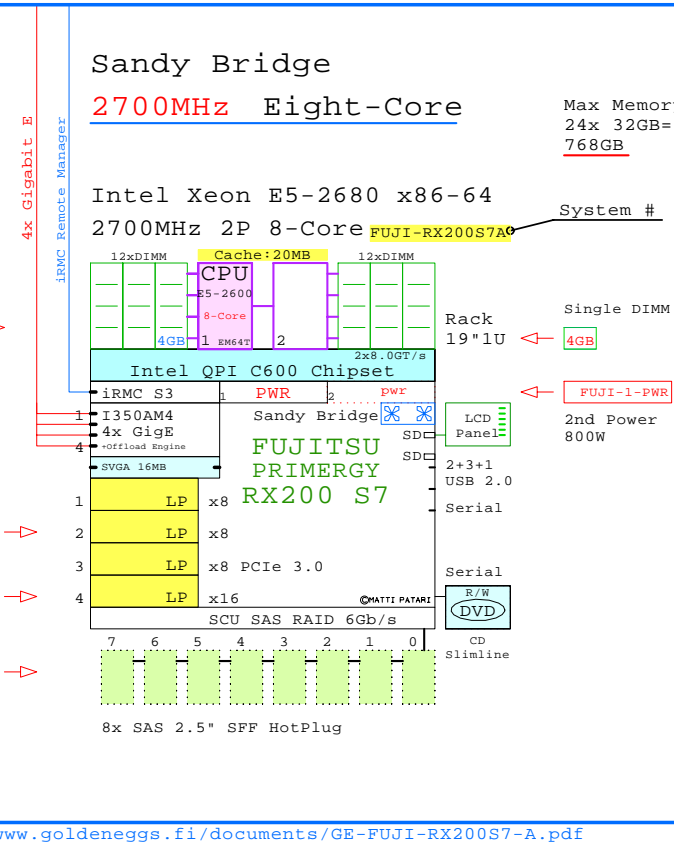 Sandy Bridge
2700MHz Eight-Core
Max Memory
24x 32GB=
768GB
4x Gigabit E
iRMC Remote Manager
Intel Xeon E5-2680 x86-64
2700MHz 2P 8-Core FUJI-RX200S7A
System #
12xDIMM Cache:20MB 12xDIMM
CPU
E5-2600
8-Core
4GB 1 EM64T 2
2x8.0GT/s
Intel QPI C600 Chipset
Rack
19"1U
Single DIMM
4GB
iRMC S3 1 PWR 2 pwr
FUJI-1-PWR
2nd Power
800W
1 I350AM4
4x GigE
4 +Offload Engine
Sandy Bridge
SD
SD
LCD
Panel
SVGA 16MB
FUJITSU
PRIMERGY
RX200 S7
2+3+1
USB 2.0
Serial
1 LP x8
2 LP x8
3 LP x8 PCIe 3.0
4 LP x16
©MATTI PATARI
Serial
R/W
DVD
CD
Slimline
SCU SAS RAID 6Gb/s
7 6 5 4 3 2 1 0
8x SAS 2.5" SFF HotPlug
www.goldeneggs.fi/documents/GE-FUJI-RX200S7-A.pdf